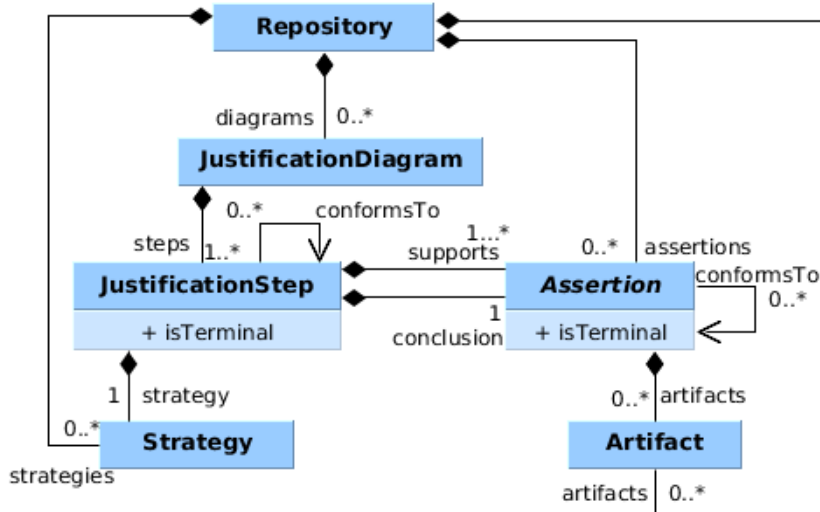 Repository
diagrams 0..*
JustificationDiagram
0..* conformsTo
steps 1..*
1...*
supports
0..* assertions
JustificationStep
Assertion
conformsTo
0..*
+ isTerminal
+ isTerminal
1
conclusion
1 strategy
0..* artifacts
0..*
Strategy
Artifact
strategies
artifacts 0..*